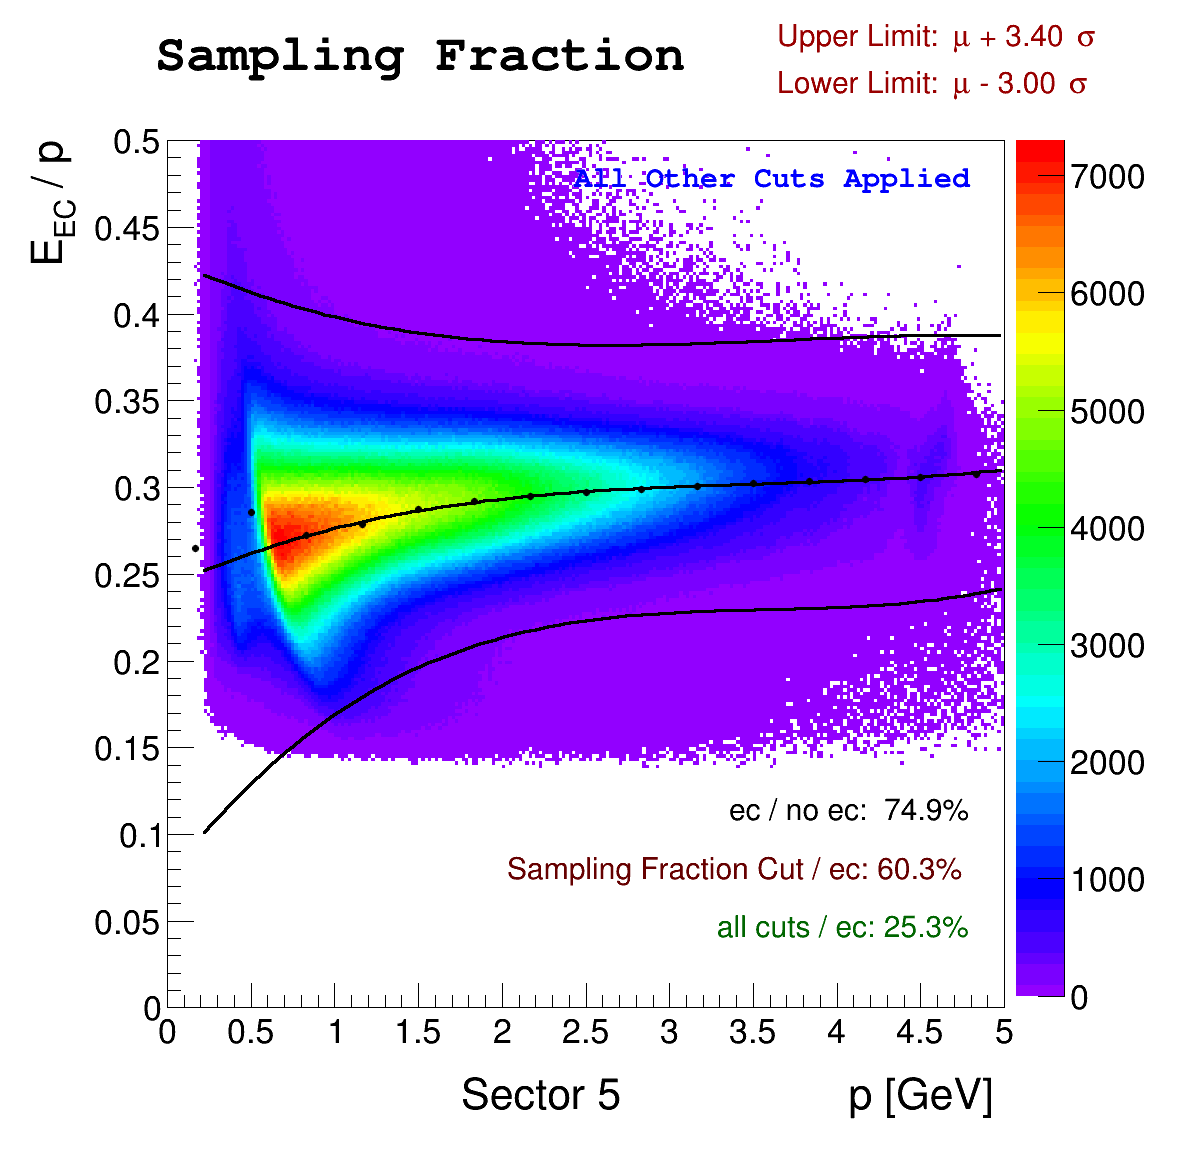 Sampling Fraction
Upper Limit: μ + 3.40 σ
Lower Limit: μ - 3.00 σ
E_EC / p
All Other Cuts Applied
0.5
0.45
0.4
0.35
0.3
0.25
0.2
0.15
0.1
0.05
0
7000
6000
5000
4000
3000
2000
1000
0
ec / no ec: 74.9%
Sampling Fraction Cut / ec: 60.3%
all cuts / ec: 25.3%
0 0.5 1 1.5 2 2.5 3 3.5 4 4.5 5
Sector 5
p [GeV]